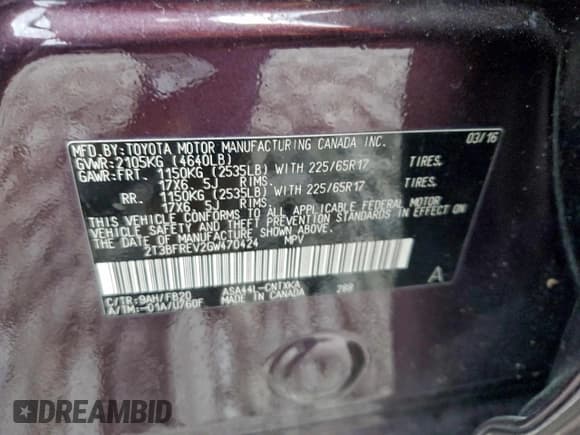 MFD.BY:TOYOTA MOTOR MANUFACTURING CANADA INC. 03/16
GVWR:2105KG (4640LB)
GAWR:FRT. 1150KG (2535LB) WITH 225/65R17 TIRES.
17X6.5J RIMS.
RR. 1150KG (2535LB) WITH 225/65R17 TIRES.
17X6.5J RIMS.
THIS VEHICLE CONFORMS TO ALL APPLICABLE FEDERAL MOTOR
VEHICLE SAFETY AND THEFT PREVENTION STANDARDS IN EFFECT ON
THE DATE OF MANUFACTURE SHOWN ABOVE.
2T3BFREV2GW470424 MPV
A
C/TR:9AH/FB20 ASA44L-CNTXKA 288
A/TM:-01A/U760F MADE IN CANADA
DREAMBID